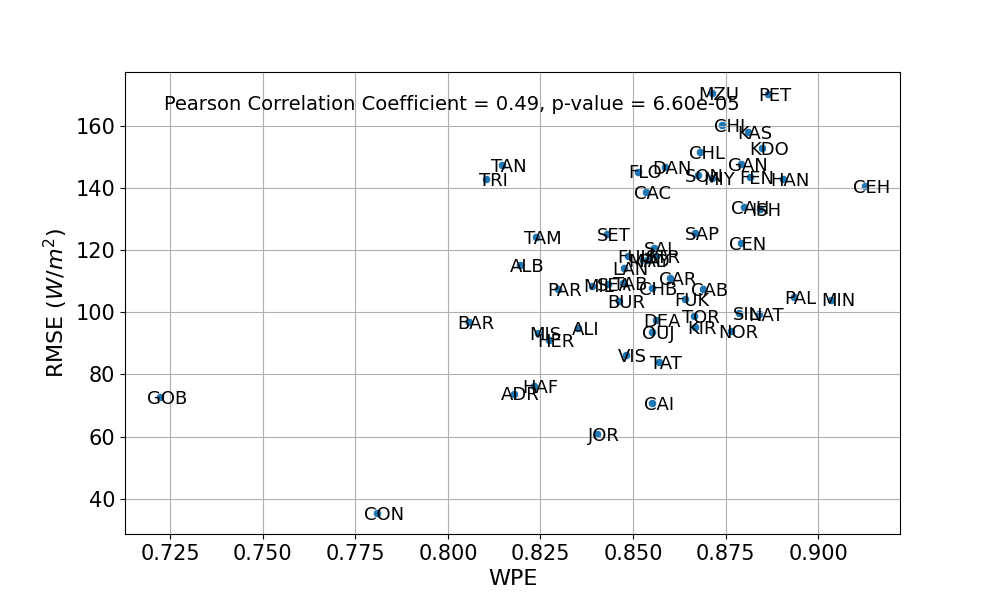 Pearson Correlation Coefficient = 0.49, p-value = 6.60e-05
MZU
PET
CHI
KAS
KDO
CHL
GAN
TAN
DAN
FLO
TRI
SON
MIY
FEN
HAN
CEH
CAC
CAH
ISH
SET
SAP
TAM
CEN
SAL
LAN
ALB
CAR
PAR
TAB
CHB
CAB
FUK
BUR
PAL
MIN
BAR
DEA
TOR
NAT
ALI
MIS
HER
OUJ
KIR
NOR
VIS
TAT
HAF
ADR
GOB
CAI
JOR
CON
160
140
120
100
80
60
40
RMSE (W/m²)
0.725 0.750 0.775 0.800 0.825 0.850 0.875 0.900
WPE